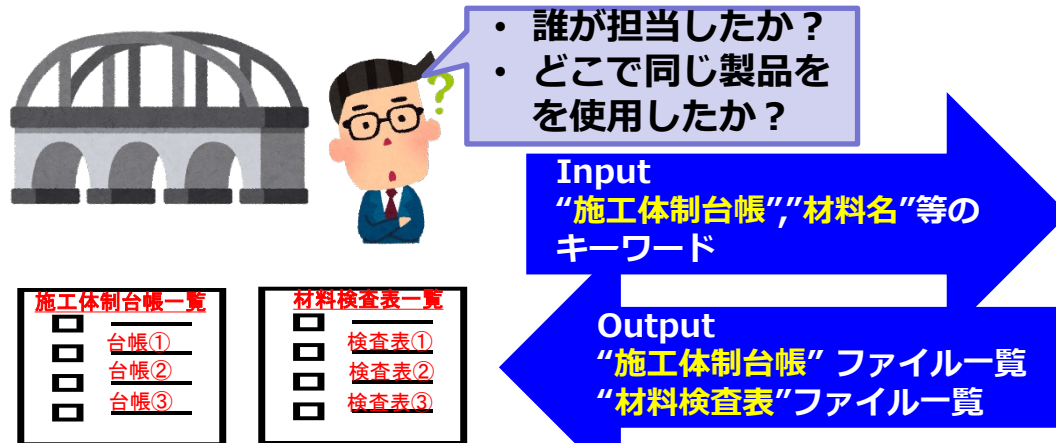 • 誰が担当したか？
• どこで同じ製品を
を使用したか？
?
Input
“施工体制台帳”,”材料名”等の
キーワード
Output
“施工体制台帳” ファイル一覧
“材料検査表”ファイル一覧
施工体制台帳一覧
台帳①
台帳②
台帳③
材料検査表一覧
検査表①
検査表②
検査表③